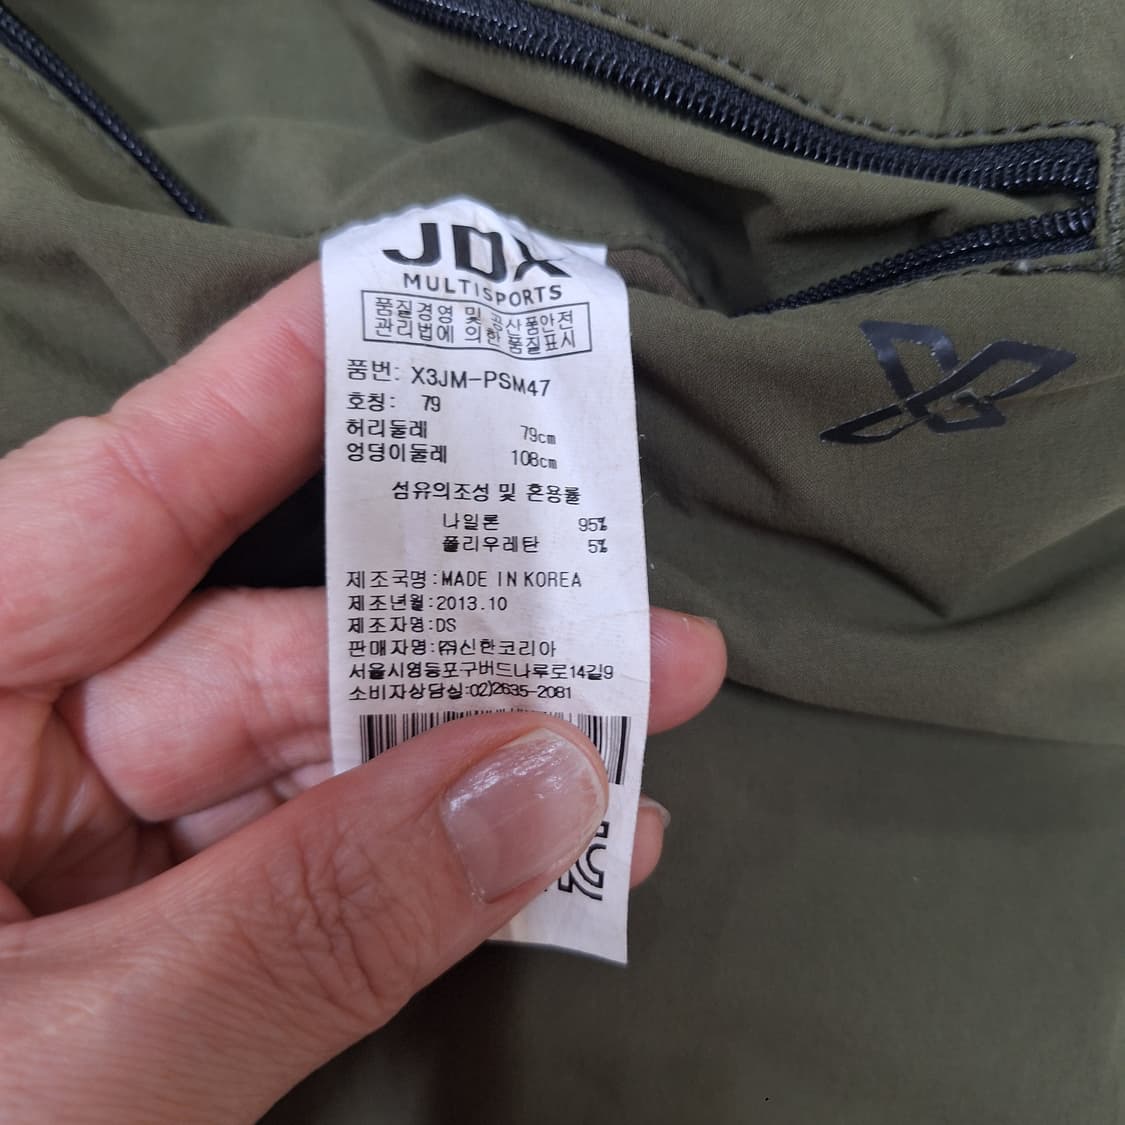 JDX
MULTISPORTS
품질경영 및 공산품안전
관리법에 의한 품질표시
품번: X3JM-PSM47
호칭: 79
허리둘레 79cm
엉덩이둘레 108cm
섬유의조성 및 혼용률
나일론 95%
폴리우레탄 5%
제조국명:MADE IN KOREA
제조년월:2013.10
제조자명:DS
판매자명:㈜신한코리아
서울시영등포구버드나루로14길9
소비자상담실:02)2635-2081